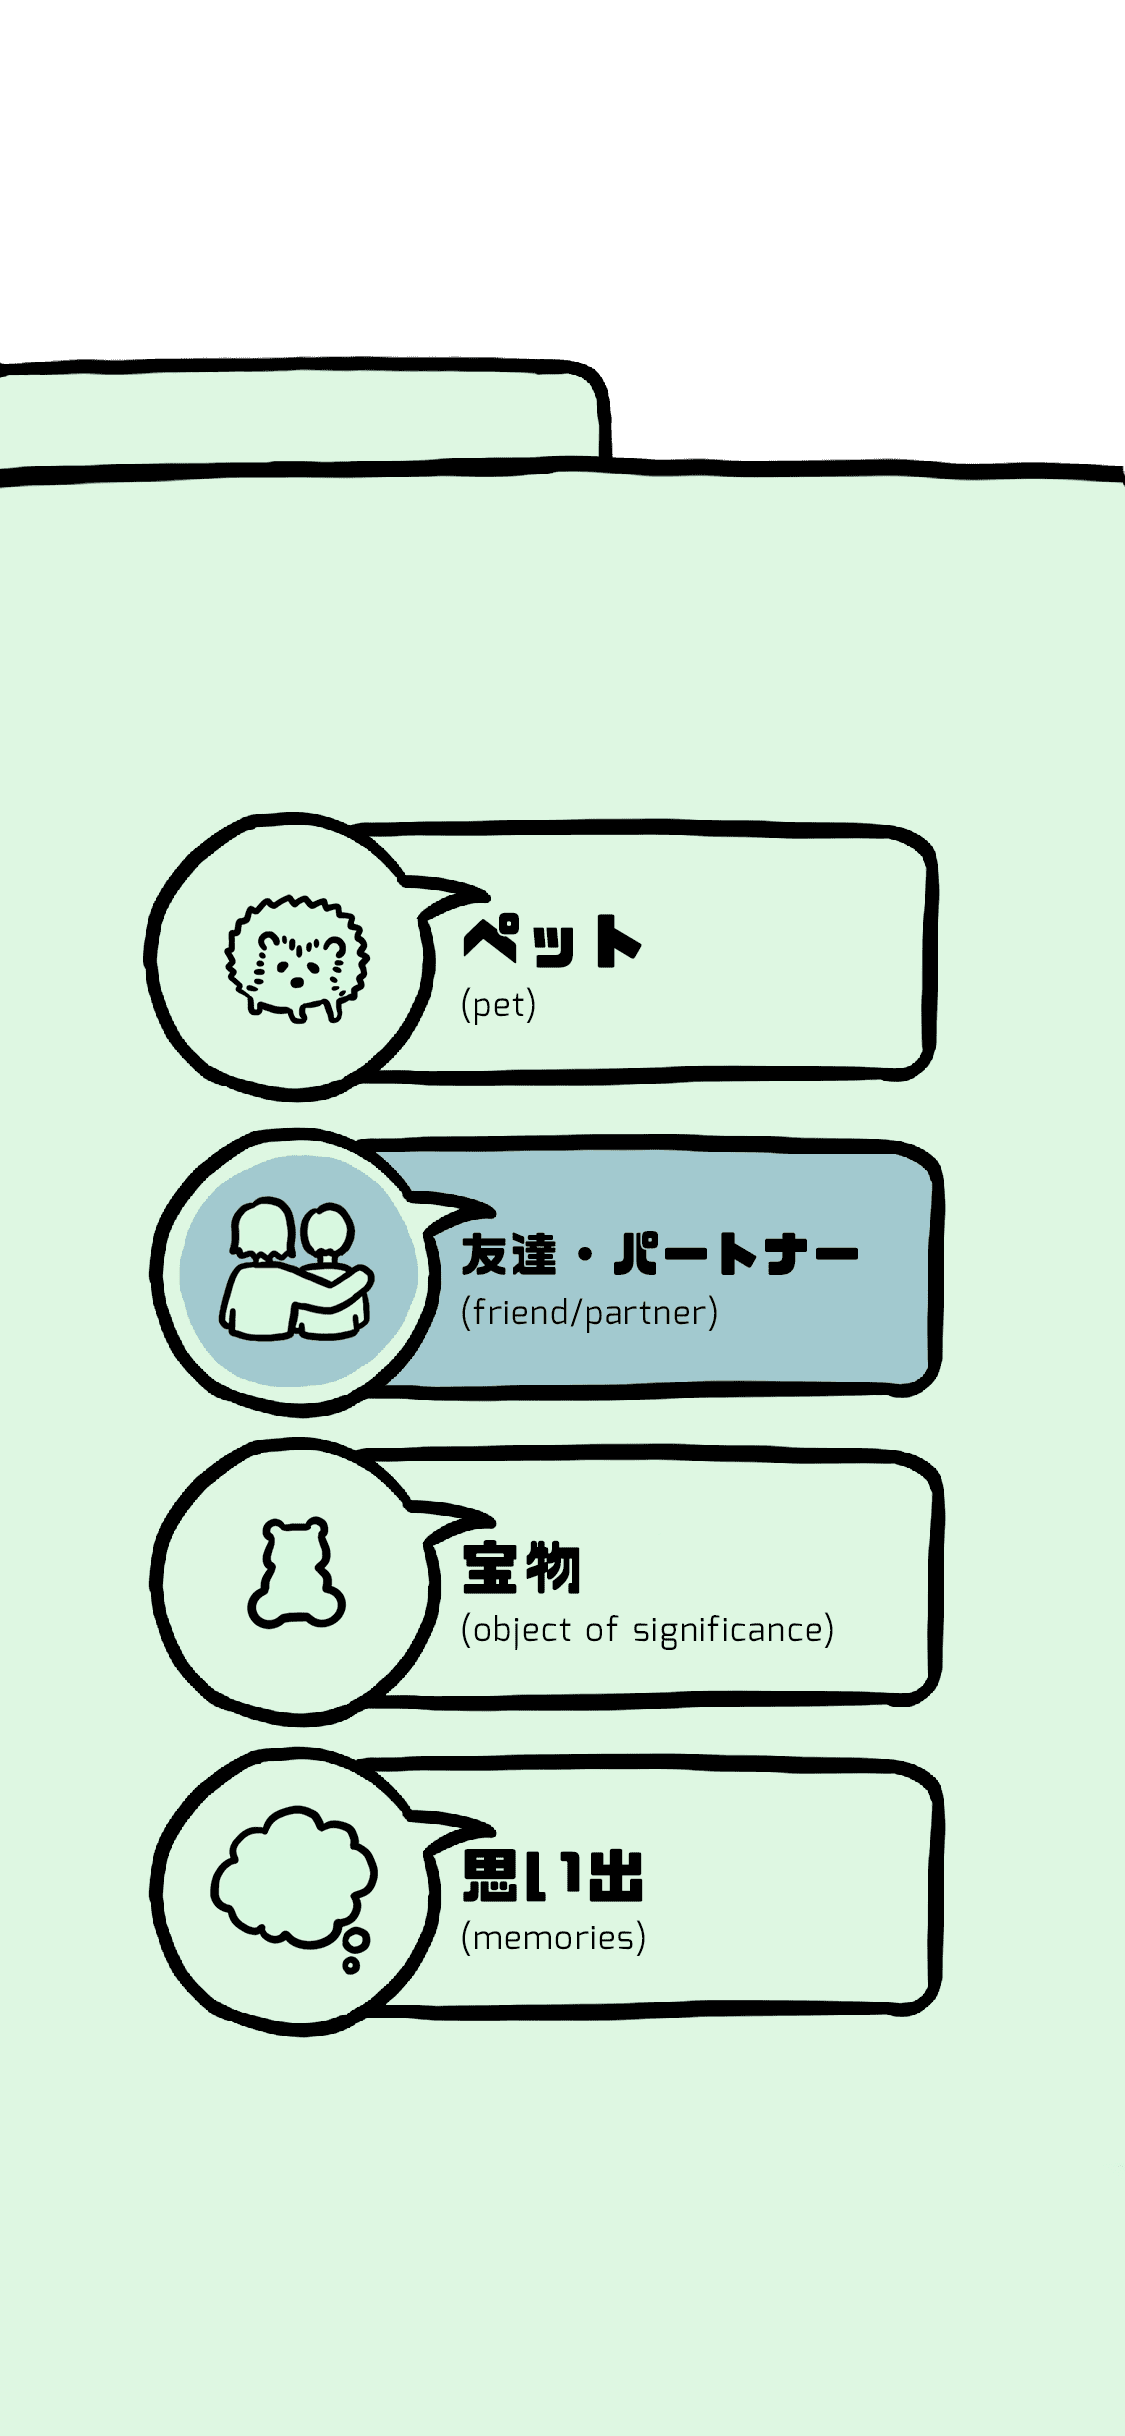 ペット
(pet)
友達・パートナー
(friend/partner)
宝物
(object of significance)
思い出
(memories)